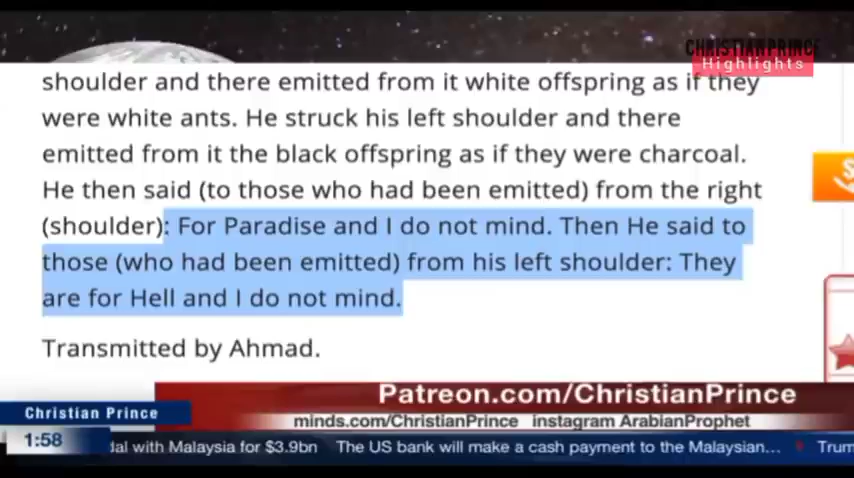 CHRISTIANPRINCE
Highlights
shoulder and there emitted from it white offspring as if they
were white ants. He struck his left shoulder and there
emitted from it the black offspring as if they were charcoal.
He then said (to those who had been emitted) from the right
(shoulder): For Paradise and I do not mind. Then He said to
those (who had been emitted) from his left shoulder: They
are for Hell and I do not mind.
Transmitted by Ahmad.
Patreon.com/ChristianPrince
Christian Prince
minds.com/ChristianPrince instagram ArabianProphet
1:58
dal with Malaysia for $3.9bn The US bank will make a cash payment to the Malaysian... • Trum